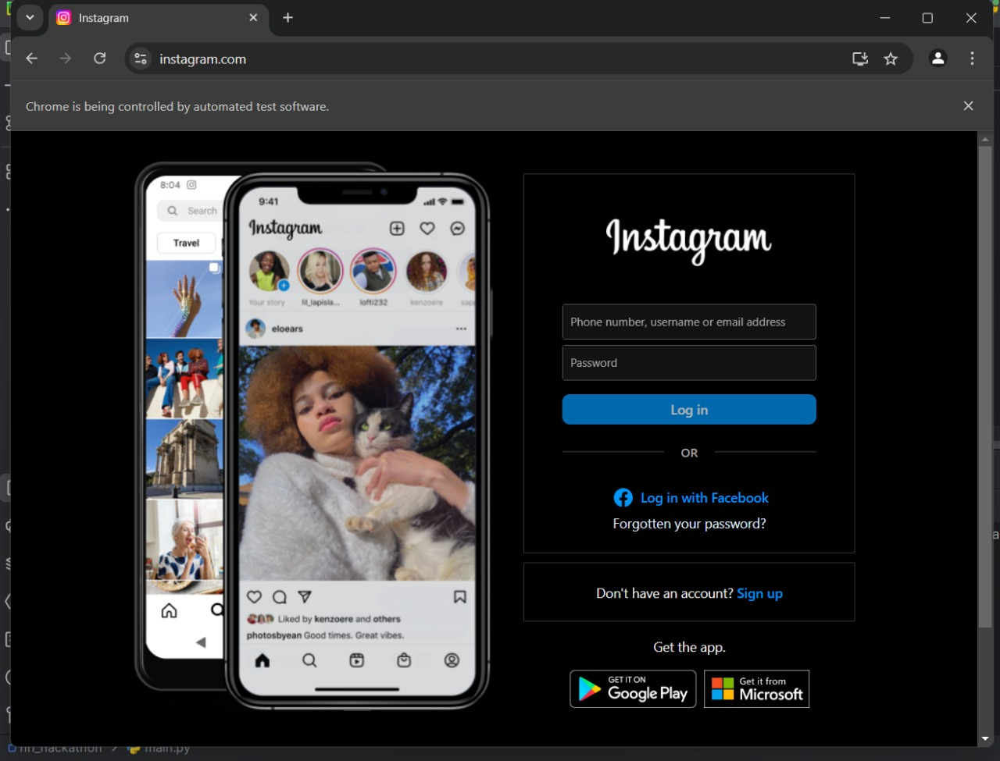 Instagram
instagram.com
Chrome is being controlled by automated test software.
8:04
Search
Travel
9:41
Instagram
Your story
lil_lapisla...
lofti232
kenzoere
eloears
Liked by kenzoere and others
photosbyean Good times. Great vibes.
Instagram
Phone number, username or email address
Password
Log in
OR
Log in with Facebook
Forgotten your password?
Don't have an account? Sign up
Get the app.
GET IT ON
Google Play
Get it from
Microsoft
main.py